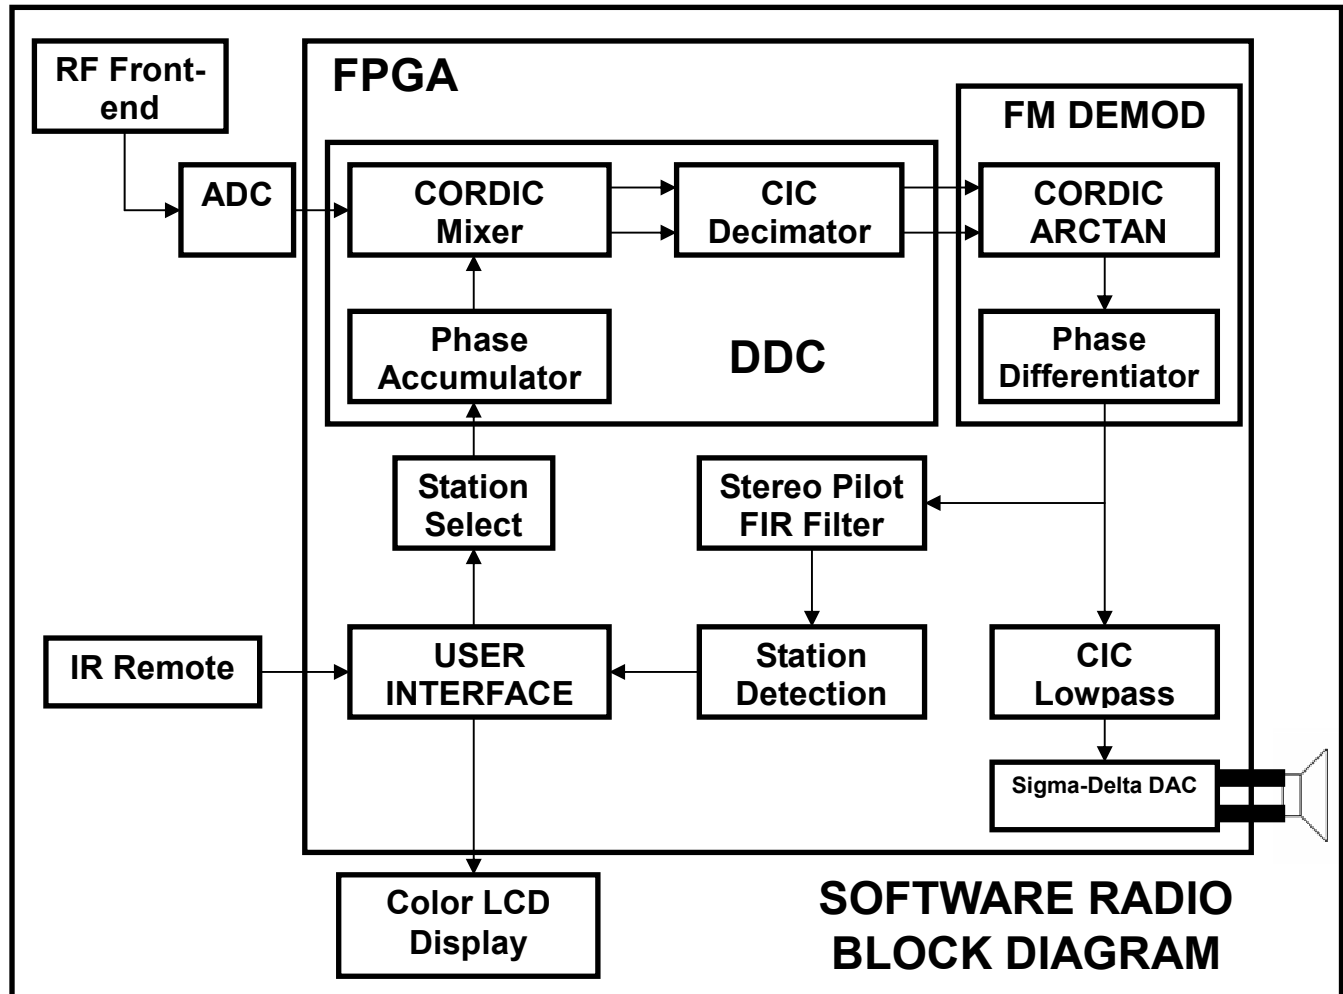 RF Front-
end
FPGA
FM DEMOD
ADC
CORDIC
Mixer
CIC
Decimator
CORDIC
ARCTAN
Phase
Accumulator
DDC
Phase
Differentiator
Station
Select
Stereo Pilot
FIR Filter
IR Remote
USER
INTERFACE
Station
Detection
CIC
Lowpass
Sigma-Delta DAC
Color LCD
Display
SOFTWARE RADIO
BLOCK DIAGRAM